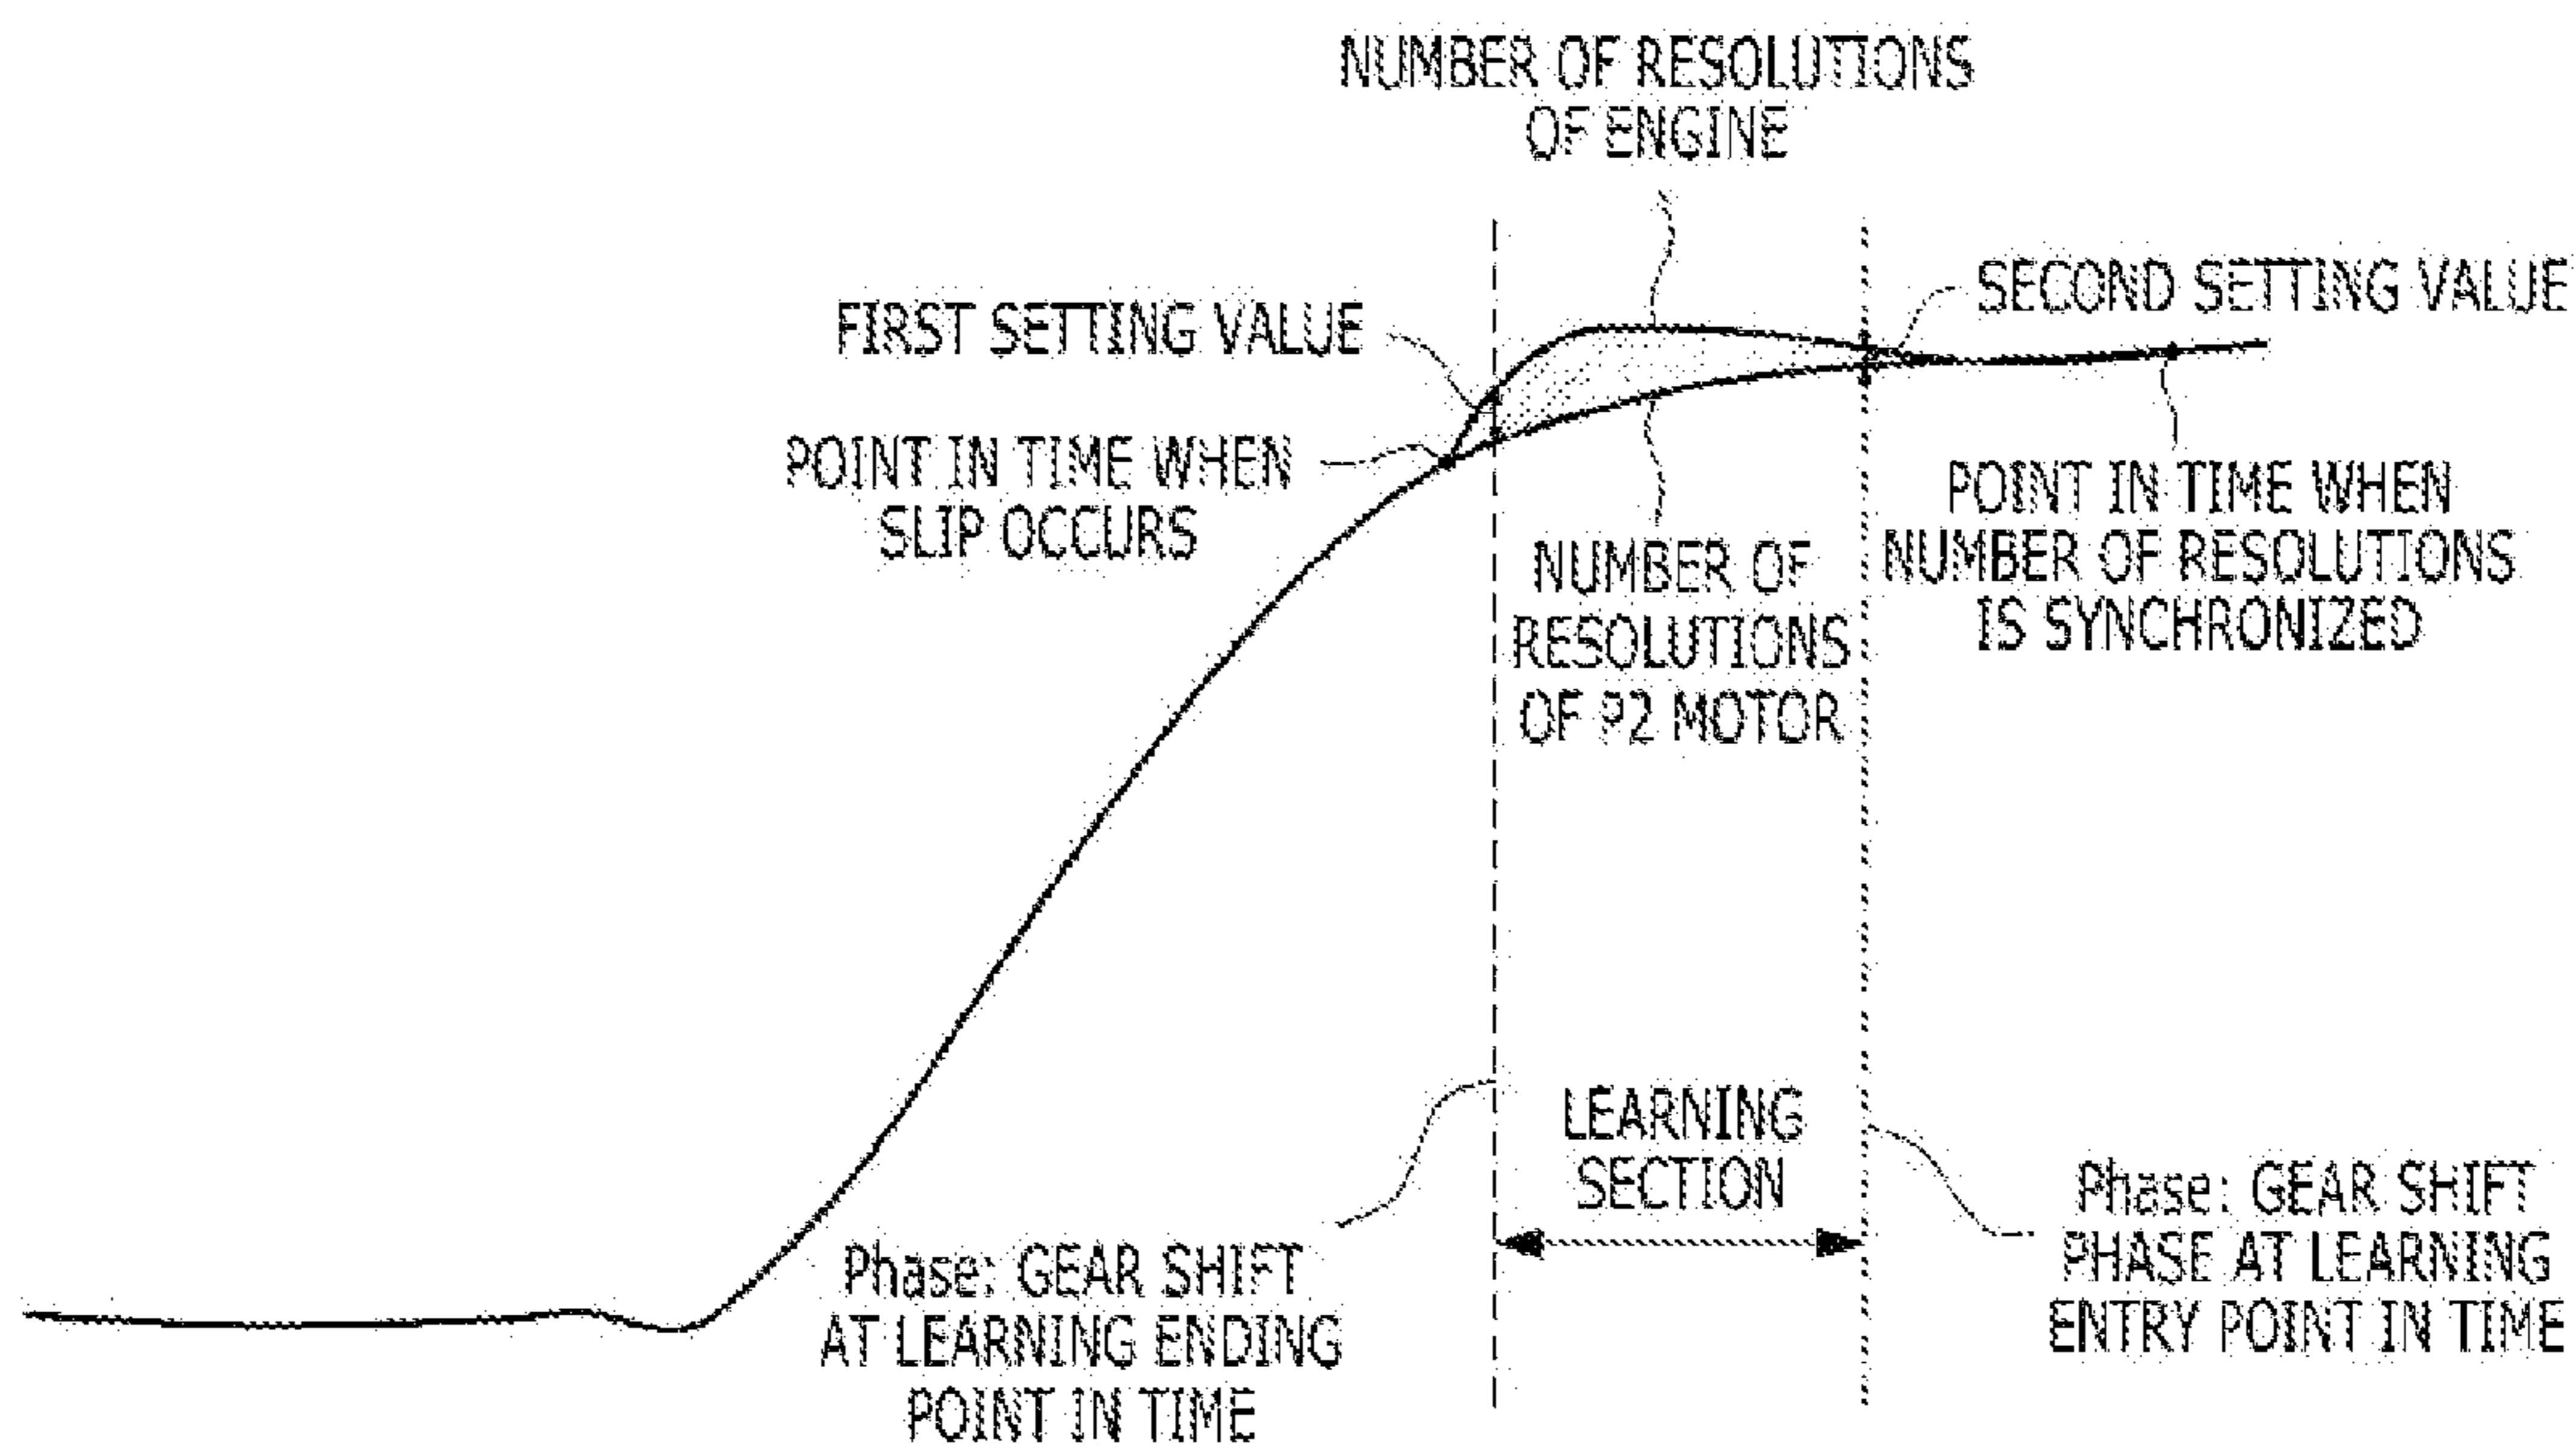 NUMBER OF RESOLUTIONS
OF ENGINE
FIRST SETTING VALUE
SECOND SETTING VALUE
POINT IN TIME WHEN
SLIP OCCURS
NUMBER OF
RESOLUTIONS
OF P2 MOTOR
POINT IN TIME WHEN
NUMBER OF RESOLUTIONS
IS SYNCHRONIZED
LEARNING
SECTION
Phase: GEAR SHIFT
AT LEARNING ENDING
POINT IN TIME
Phase: GEAR SHIFT
PHASE AT LEARNING
ENTRY POINT IN TIME